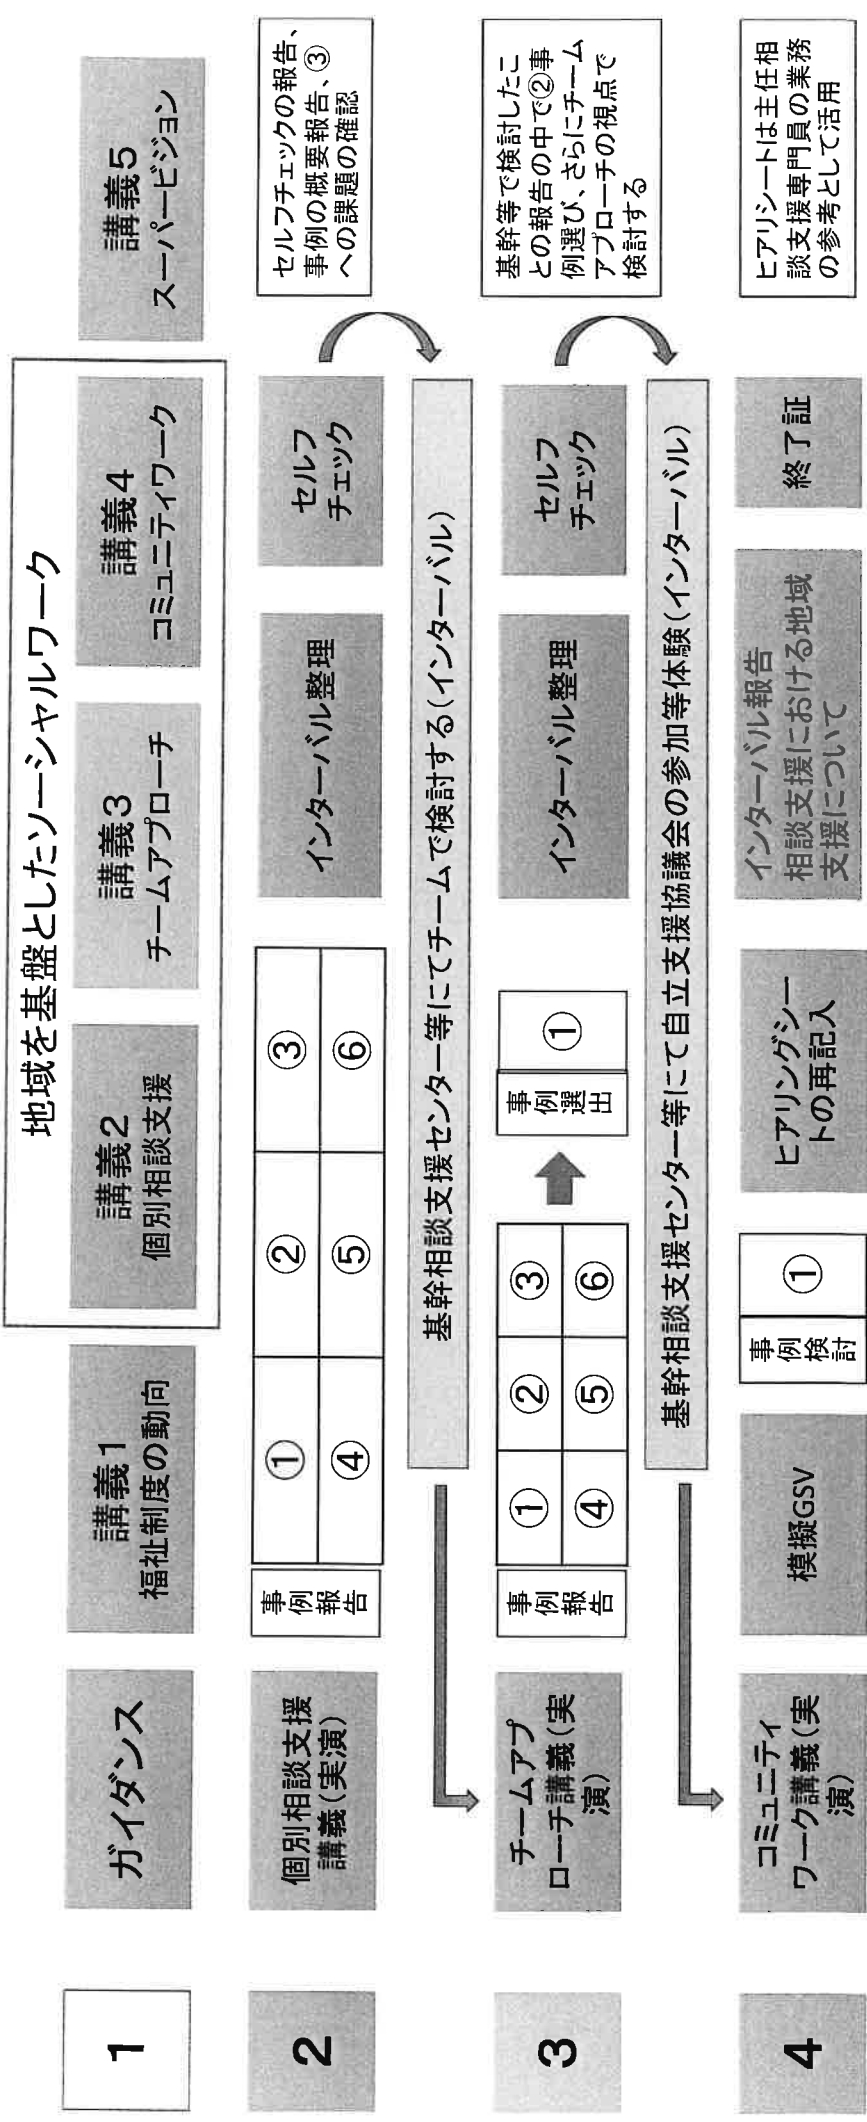 地域を基盤としたソーシャルワーク
1
ガイダンス
講義1
福祉制度の動向
講義2
個別相談支援
講義3
チームアプローチ
講義4
コミュニティワーク
講義5
スーパービジョン
2
個別相談支援
講義(実演)
事例報告
①
②
③
④
⑤
⑥
インターバル整理
セルフ
チェック
セルフチェックの報告、
事例の概要報告、③
への課題の確認
基幹相談支援センター等にてチームで検討する(インターバル)
3
チームアプ
ローチ講義(実
演)
事例報告
①
②
③
④
⑤
⑥
事例選出
①
インターバル整理
セルフ
チェック
基幹等で検討したこ
との報告の中で②事
例選び、さらにチーム
アプローチの視点で
検討する
基幹相談支援センター等にて自立支援協議会の参加等体験(インターバル)
4
コミュニティ
ワーク講義(実
演)
模擬GSV
事例検討
①
ヒアリングシー
トの再記入
インターバル報告
相談支援における地域
支援について
終了証
ヒアリシートは主任相
談支援専門員の業務
の参考として活用